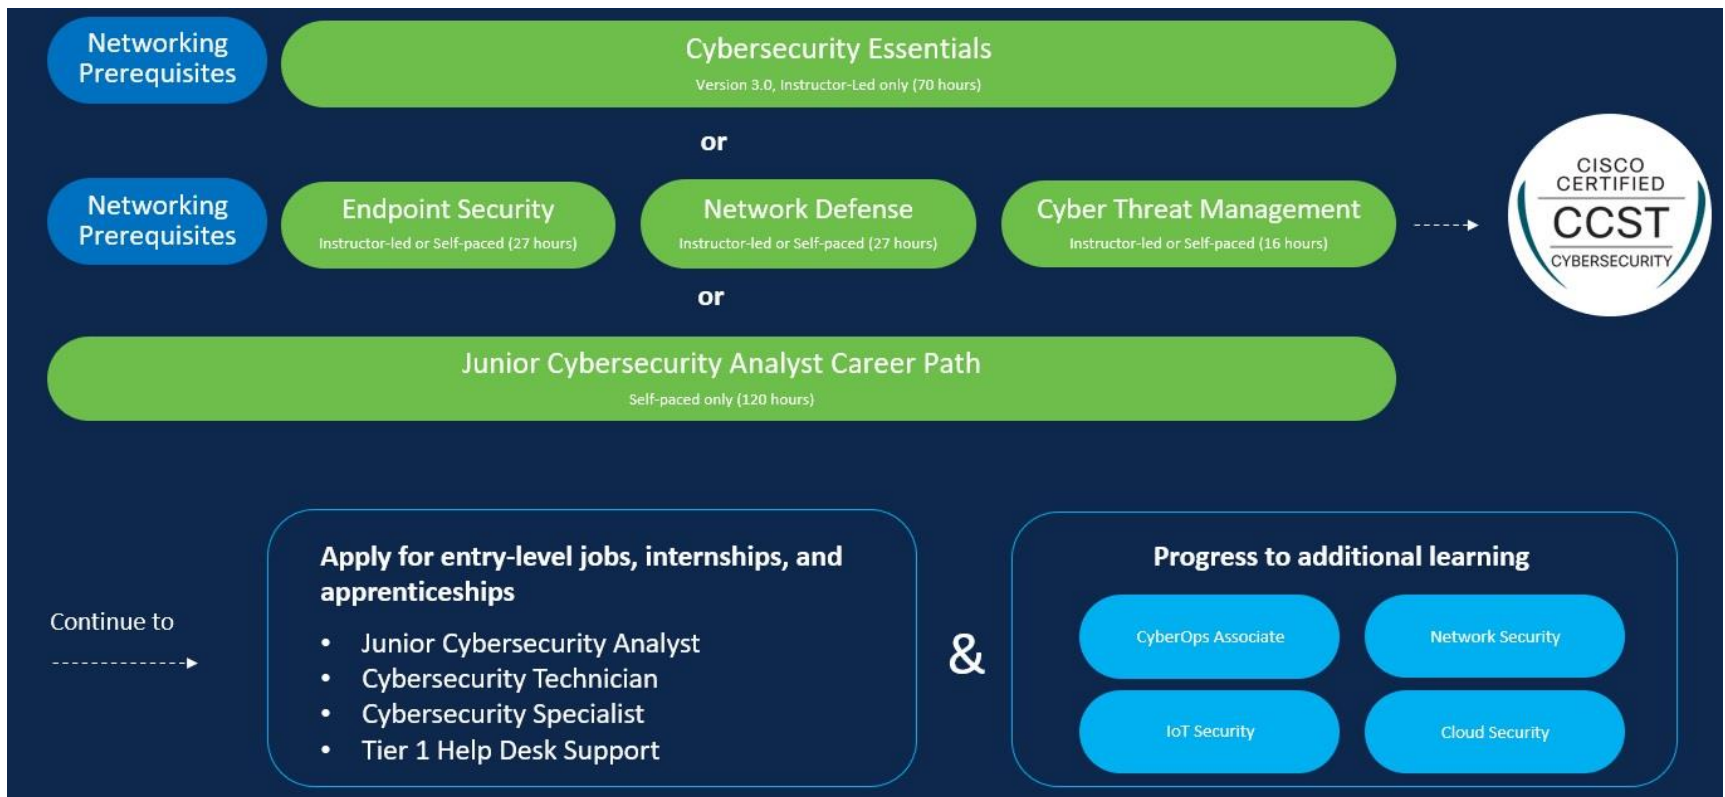 Networking
Prerequisites
Cybersecurity Essentials
Version 3.0, Instructor-Led only (70 hours)
or
Networking
Prerequisites
Endpoint Security
Instructor-led or Self-paced (27 hours)
Network Defense
Instructor-led or Self-paced (27 hours)
Cyber Threat Management
Instructor-led or Self-paced (16 hours)
CISCO
CERTIFIED
CCST
CYBERSECURITY
or
Junior Cybersecurity Analyst Career Path
Self-paced only (120 hours)
Continue to
Apply for entry-level jobs, internships, and
apprenticeships
• Junior Cybersecurity Analyst
• Cybersecurity Technician
• Cybersecurity Specialist
• Tier 1 Help Desk Support
&
Progress to additional learning
CyberOps Associate
Network Security
IoT Security
Cloud Security